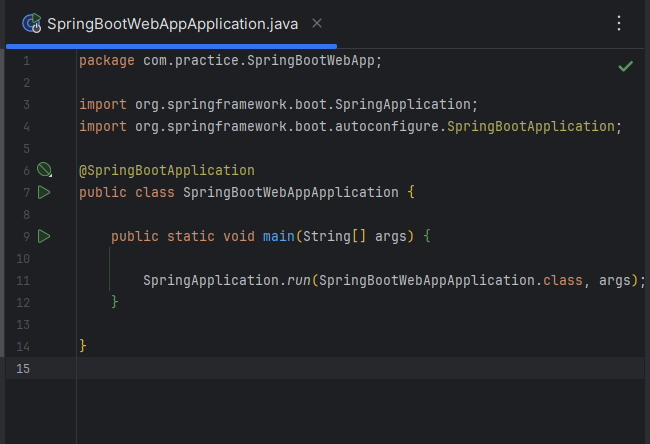 SpringBootWebAppApplication.java
1 package com.practice.SpringBootWebApp;
2
3 import org.springframework.boot.SpringApplication;
4 import org.springframework.boot.autoconfigure.SpringBootApplication;
5
6 @SpringBootApplication
7 public class SpringBootWebAppApplication {
8
9 public static void main(String[] args) {
10
11 SpringApplication.run(SpringBootWebAppApplication.class, args);
12 }
13
14 }
15